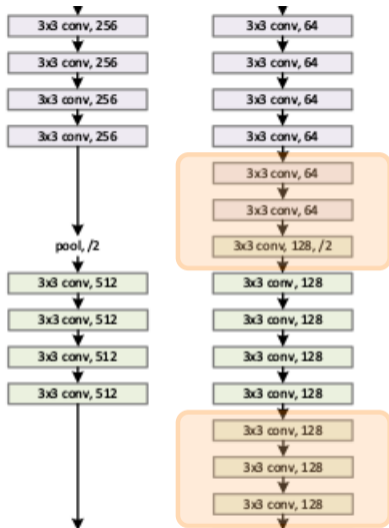 3x3 conv, 256
3x3 conv, 256
3x3 conv, 256
3x3 conv, 256
pool, /2
3x3 conv, 512
3x3 conv, 512
3x3 conv, 512
3x3 conv, 512
3x3 conv, 64
3x3 conv, 64
3x3 conv, 64
3x3 conv, 64
3x3 conv, 64
3x3 conv, 64
3x3 conv, 128, /2
3x3 conv, 128
3x3 conv, 128
3x3 conv, 128
3x3 conv, 128
3x3 conv, 128
3x3 conv, 128
3x3 conv, 128